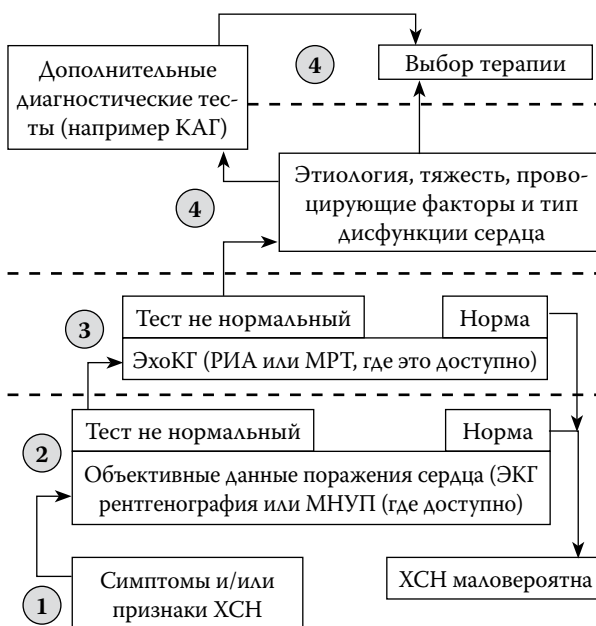 Дополнительные
диагностические тес-
ты (например КАГ)
4
Выбор терапии
4
Этиология, тяжесть, прово-
цирующие факторы и тип
дисфункции сердца
3
Тест не нормальный
Норма
ЭхоКГ (РИА или МРТ, где это доступно)
2
Тест не нормальный
Норма
Объективные данные поражения сердца (ЭКГ
рентгенография или МНУП (где доступно)
1
Симптомы и/или
признаки ХСН
ХСН маловероятна